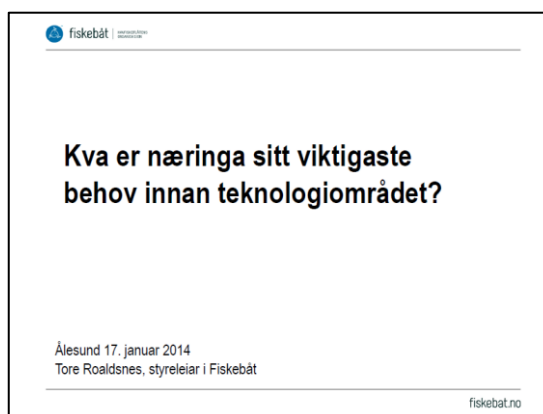 fiskebåt
Kva er næringa sitt viktigaste
behov innan teknologiområdet?
Ålesund 17. januar 2014
Tore Roaldsnes, styreleiar i Fiskebåt
fiskebat.no